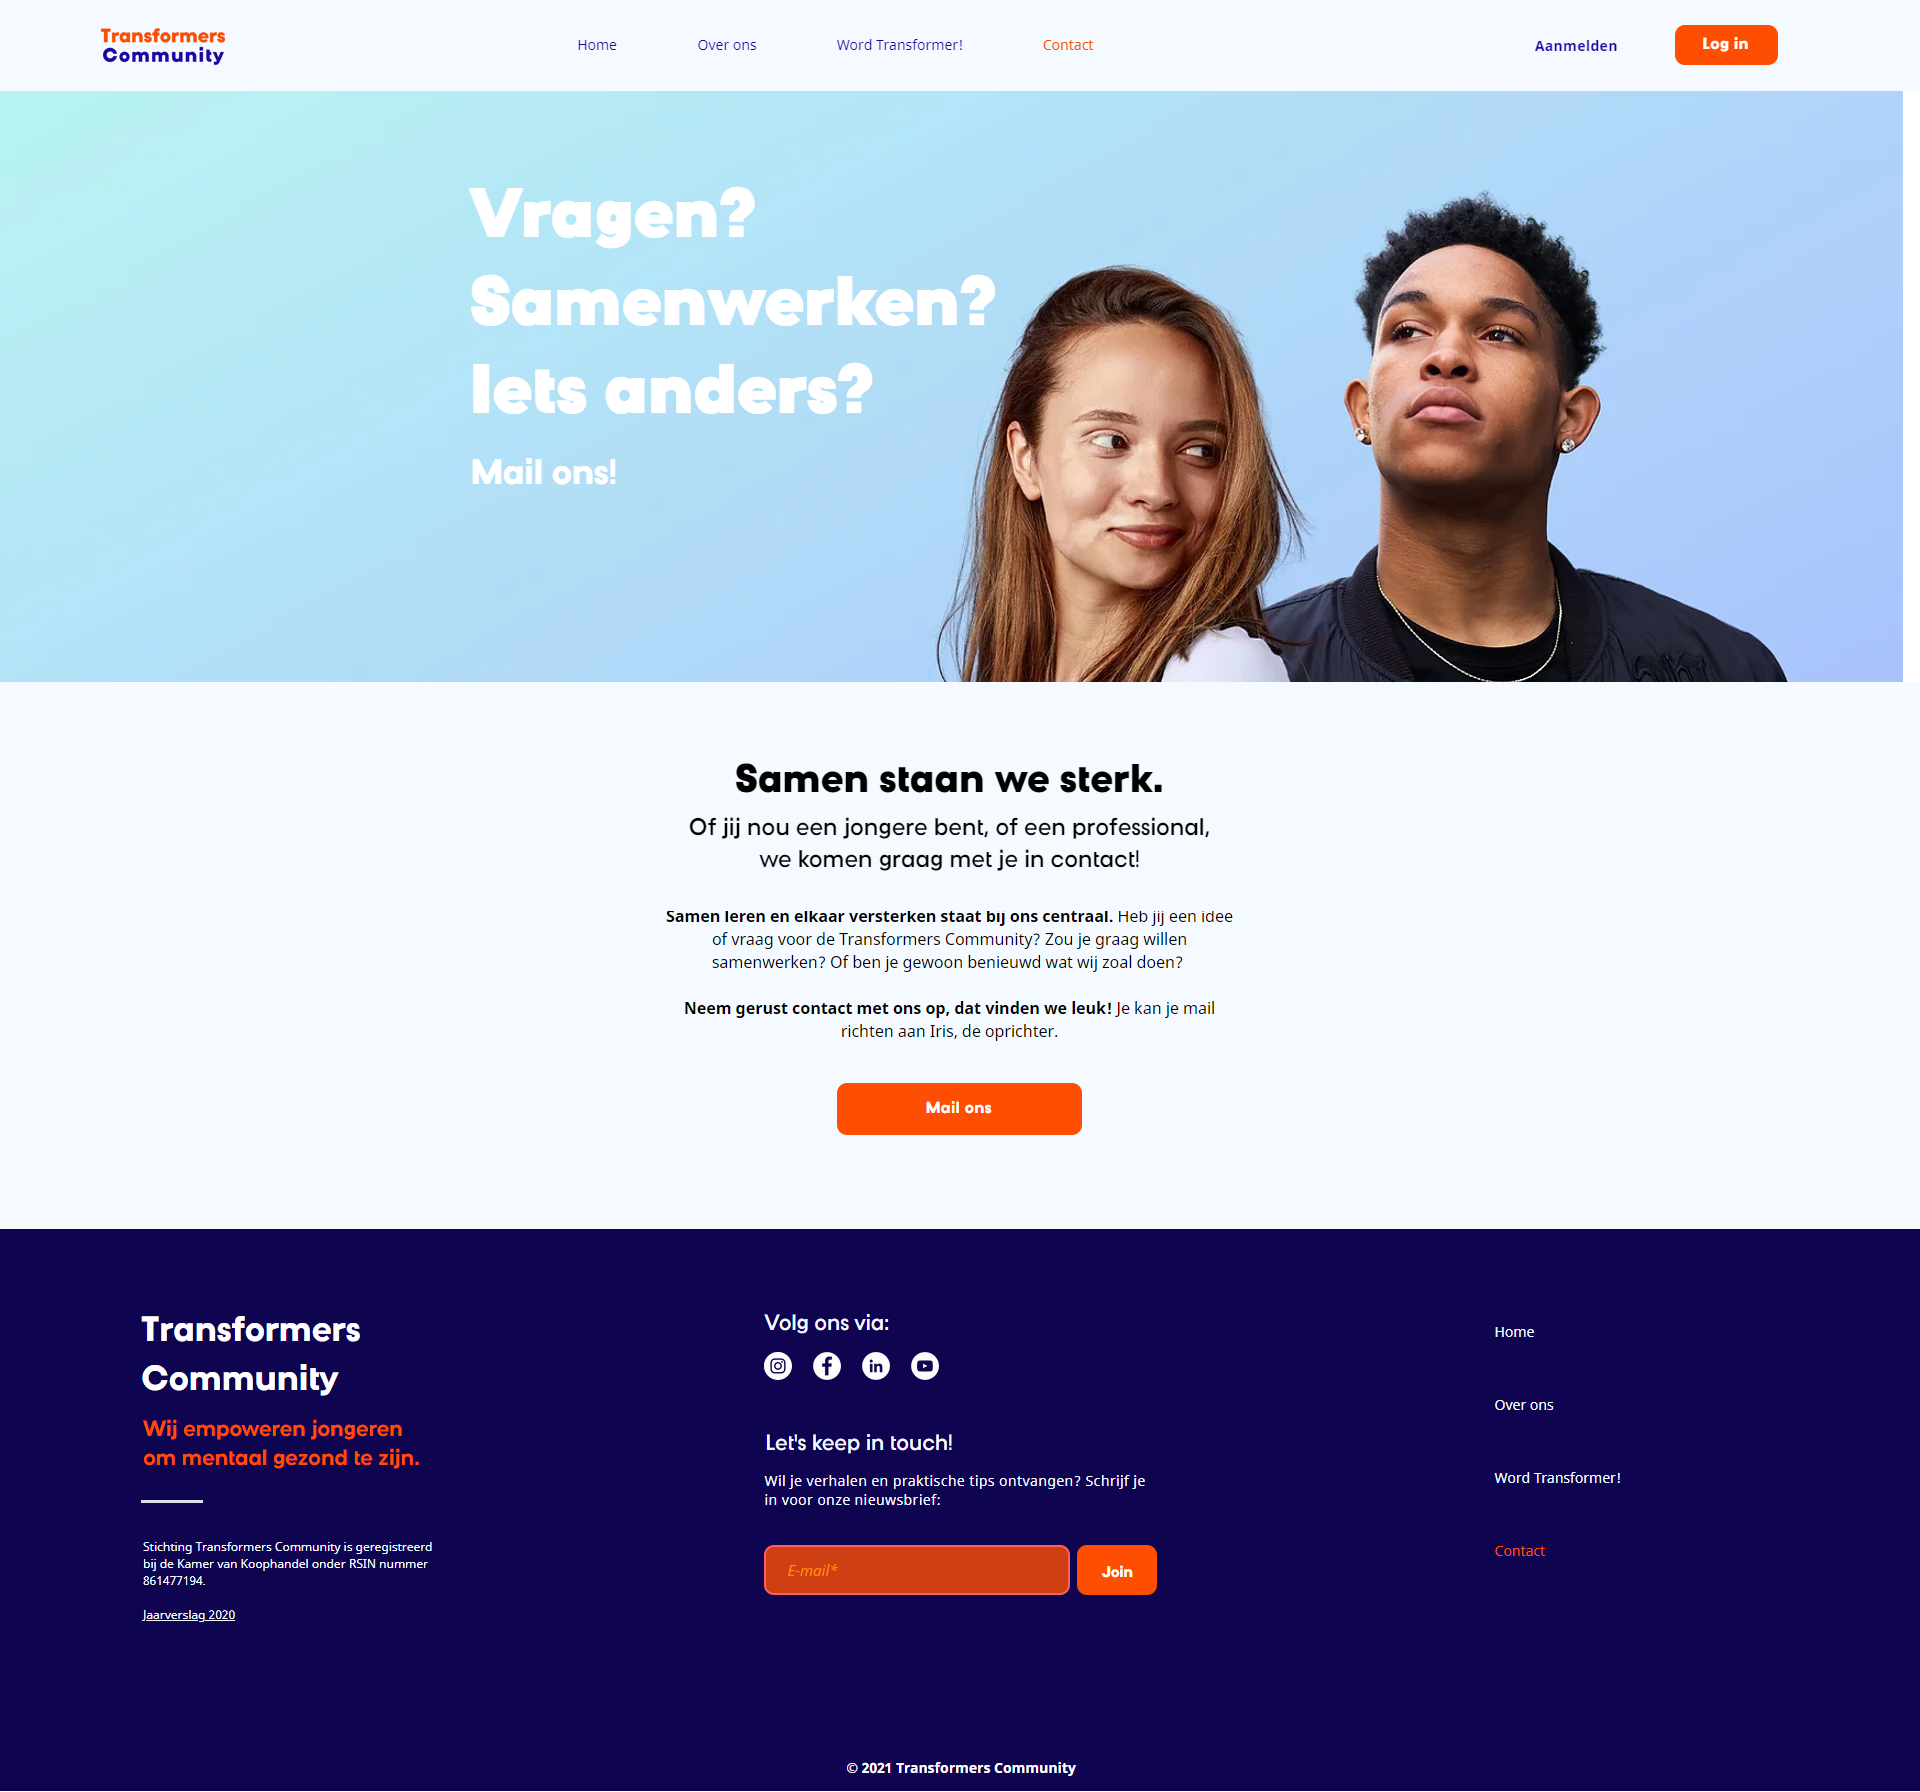 Transformers
Community
Home
Over ons
Word Transformer!
Contact
Aanmelden
Log in
Vragen?
Samenwerken?
Iets anders?
Mail ons!
Samen staan we sterk.
Of jij nou een jongere bent, of een professional,
we komen graag met je in contact!
Samen leren en elkaar versterken staat bij ons centraal. Heb jij een idee
of vraag voor de Transformers Community? Zou je graag willen
samenwerken? Of ben je gewoon benieuwd wat wij zoal doen?
Neem gerust contact met ons op, dat vinden we leuk! Je kan je mail
richten aan Iris, de oprichter.
Mail ons
Transformers
Community
Wij empoweren jongeren
om mentaal gezond te zijn.
Stichting Transformers Community is geregistreerd
bij de Kamer van Koophandel onder RSIN nummer
861477194.
Jaarverslag 2020
Volg ons via:
Let's keep in touch!
Wil je verhalen en praktische tips ontvangen? Schrijf je
in voor onze nieuwsbrief:
E-mail*
Join
Home
Over ons
Word Transformer!
Contact
© 2021 Transformers Community